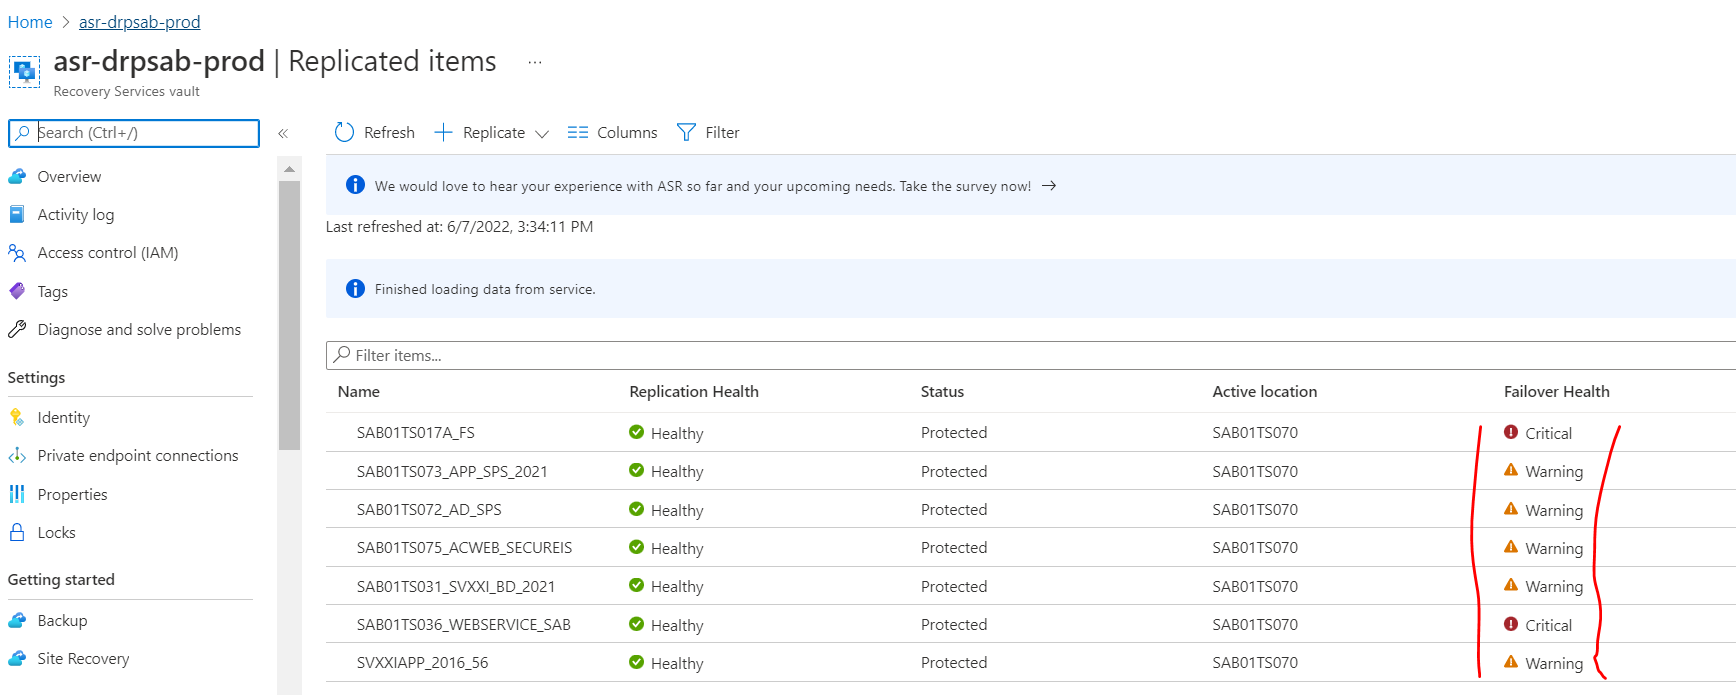 Home > asr-drpsab-prod
asr-drpsab-prod | Replicated items ...
Recovery Services vault
Search (Ctrl+/)
«
Refresh
Replicate
Columns
Filter
Overview
Activity log
Access control (IAM)
Tags
Diagnose and solve problems
Settings
Identity
Private endpoint connections
Properties
Locks
Getting started
Backup
Site Recovery
We would love to hear your experience with ASR so far and your upcoming needs. Take the survey now! →
Last refreshed at: 6/7/2022, 3:34:11 PM
Finished loading data from service.
Filter items...
Name Replication Health Status Active location Failover Health
SAB01TS017A_FS Healthy Protected SAB01TS070 Critical
SAB01TS073_APP_SPS_2021 Healthy Protected SAB01TS070 Warning
SAB01TS072_AD_SPS Healthy Protected SAB01TS070 Warning
SAB01TS075_ACWEB_SECUREIS Healthy Protected SAB01TS070 Warning
SAB01TS031_SVXXI_BD_2021 Healthy Protected SAB01TS070 Warning
SAB01TS036_WEBSERVICE_SAB Healthy Protected SAB01TS070 Critical
SVXXIAPP_2016_56 Healthy Protected SAB01TS070 Warning